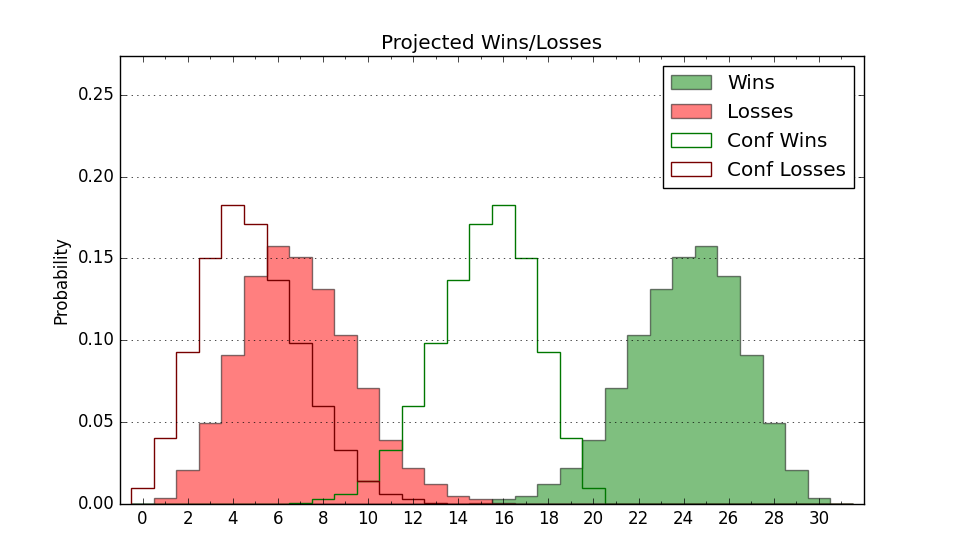 Projected Wins/Losses
Wins
Losses
Conf Wins
Conf Losses
Probability
0.25
0.20
0.15
0.10
0.05
0.00
0 2 4 6 8 10 12 14 16 18 20 22 24 26 28 30